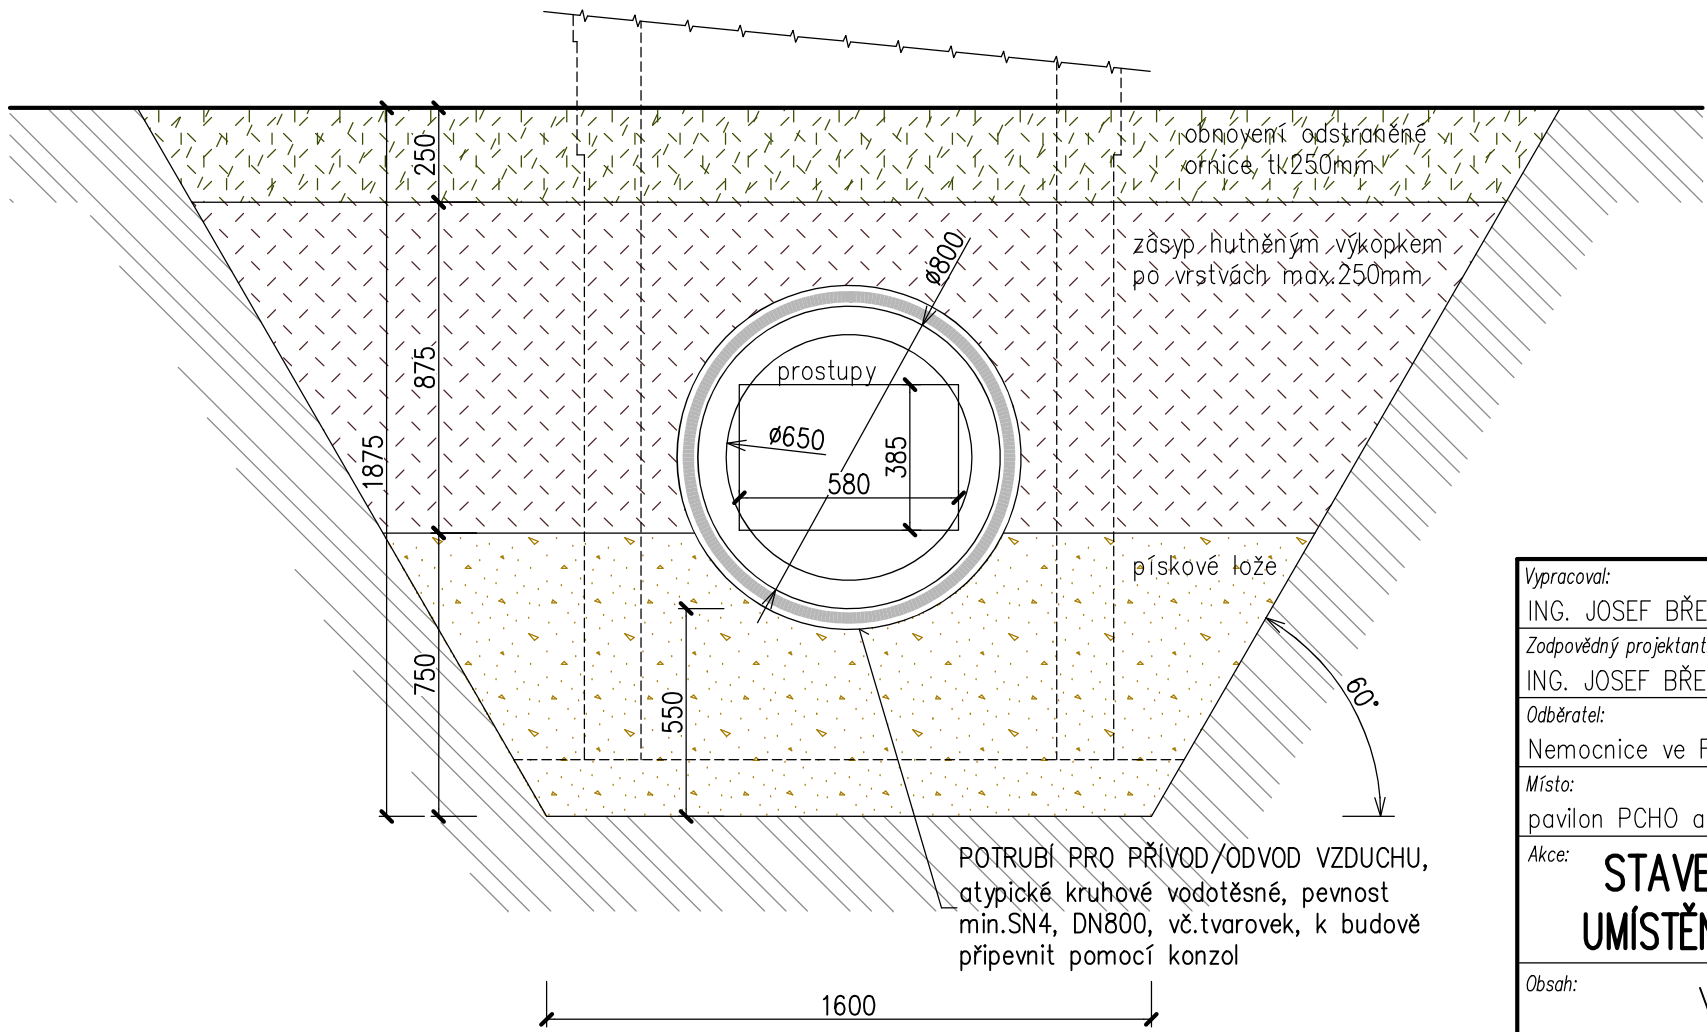 250
obnovení odstraněné
ornice tl.250mm
zásyp hutněným výkopkem
po vrstvách max.250mm
ø800
875
prostupy
ø650
385
1875
580
pískové lože
750
550
60°
POTRUBÍ PRO PŘÍVOD/ODVOD VZDUCHU,
atypické kruhové vodotěsné, pevnost
min.SN4, DN800, vč.tvarovek, k budově
připevnit pomocí konzol
1600
Vypracoval:
ING. JOSEF BŘE
Zodpovědný projektant
ING. JOSEF BŘE
Odběratel:
Nemocnice ve
Místo:
pavilon PCHO a
Akce:
STAVE
UMÍSTĚN
Obsah: